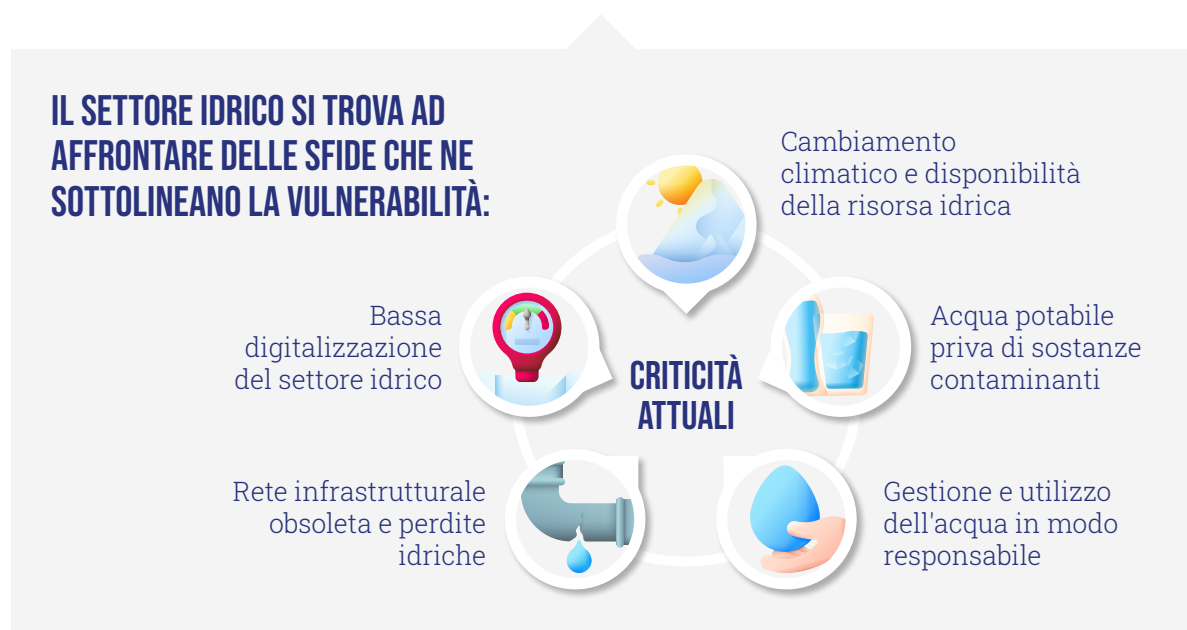 IL SETTORE IDRICO SI TROVA AD
AFFRONTARE DELLE SFIDE CHE NE
SOTTOLINEANO LA VULNERABILITÀ:
Cambiamento
climatico e disponibilità
della risorsa idrica
Bassa
digitalizzazione
del settore idrico
CRITICITÀ
ATTUALI
Acqua potabile
priva di sostanze
contaminanti
Rete infrastrutturale
obsoleta e perdite
idriche
Gestione e utilizzo
dell'acqua in modo
responsabile